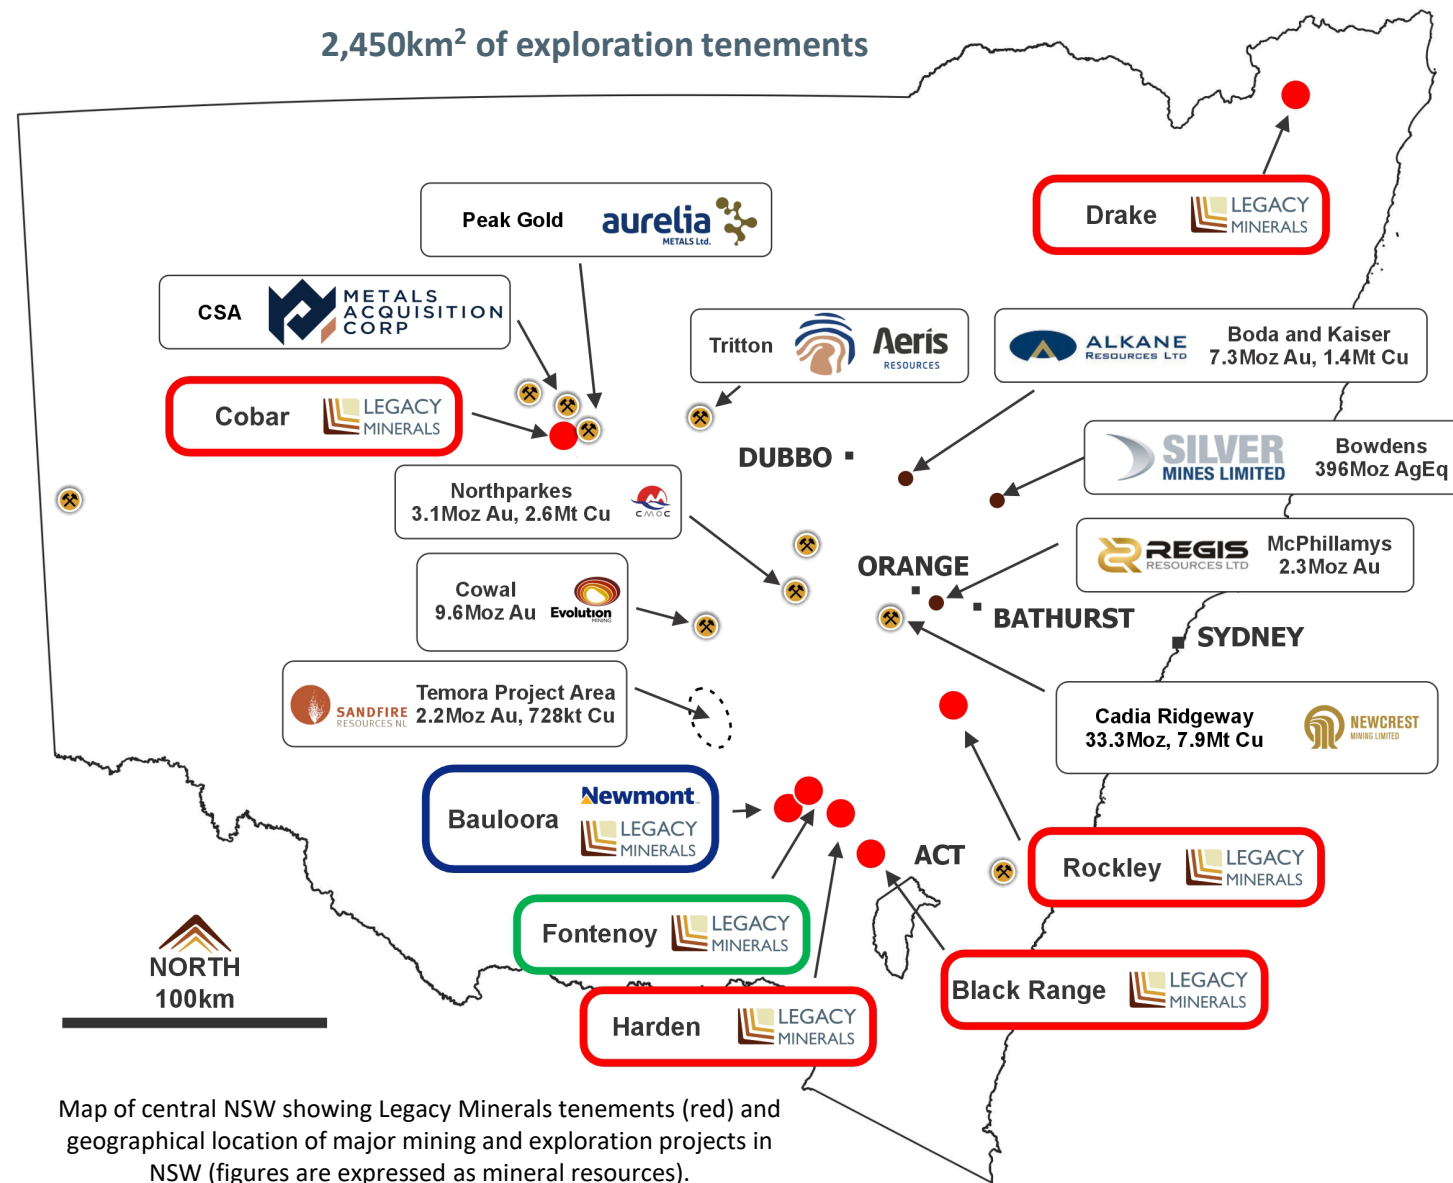 2,450km² of exploration tenements
Drake
LEGACY
MINERALS
Peak Gold
aurelia
METALS Ltd.
CSA
METALS
ACQUISITION
CORP
Tritton
Aeris
RESOURCES
ALKANE
RESOURCES LTD
Boda and Kaiser
7.3Moz Au, 1.4Mt Cu
Cobar
LEGACY
MINERALS
DUBBO
SILVER
MINES LIMITED
Bowdens
396Moz AgEq
Northparkes
3.1Moz Au, 2.6Mt Cu
CMOC
REGIS
RESOURCES LTD
McPhillamys
2.3Moz Au
ORANGE
Cowal
9.6Moz Au
Evolution
MINING
BATHURST
SYDNEY
SANDFIRE
RESOURCES NL
Temora Project Area
2.2Moz Au, 728kt Cu
Cadia Ridgeway
33.3Moz, 7.9Mt Cu
NEWCREST
MINING LIMITED
Bauloora
Newmont
LEGACY
MINERALS
ACT
Rockley
LEGACY
MINERALS
Fontenoy
LEGACY
MINERALS
NORTH
100km
Black Range
LEGACY
MINERALS
Harden
LEGACY
MINERALS
Map of central NSW showing Legacy Minerals tenements (red) and
geographical location of major mining and exploration projects in
NSW (figures are expressed as mineral resources).